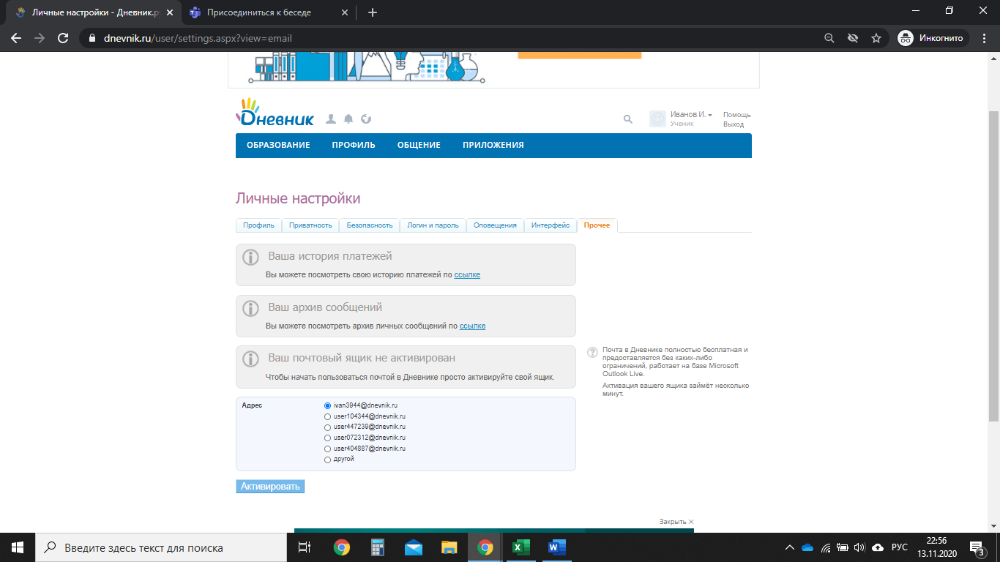 Личные настройки - Дневник.ру
Присоединиться к беседе
dnevnik.ru/user/settings.aspx?view=email
Инкогнито
Дневник
Иванов И.
Ученик
Помощь
Выход
ОБРАЗОВАНИЕ ПРОФИЛЬ ОБЩЕНИЕ ПРИЛОЖЕНИЯ
Личные настройки
Профиль Приватность Безопасность Логин и пароль Оповещения Интерфейс Прочее
Ваша история платежей
Вы можете посмотреть свою историю платежей по ссылке
Ваш архив сообщений
Вы можете посмотреть архив личных сообщений по ссылке
Ваш почтовый ящик не активирован
Чтобы начать пользоваться почтой в Дневнике просто активируйте свой ящик.
Почта в Дневнике полностью бесплатная и
предоставляется без каких-либо
ограничений, работает на базе Microsoft
Outlook Live.
Активация вашего ящика займёт несколько
минут.
Адрес
ivan3944@dnevnik.ru
user104344@dnevnik.ru
user447239@dnevnik.ru
user072312@dnevnik.ru
user404887@dnevnik.ru
другой
Активировать
Закрыть
Введите здесь текст для поиска
РУС
22:56
13.11.2020
3